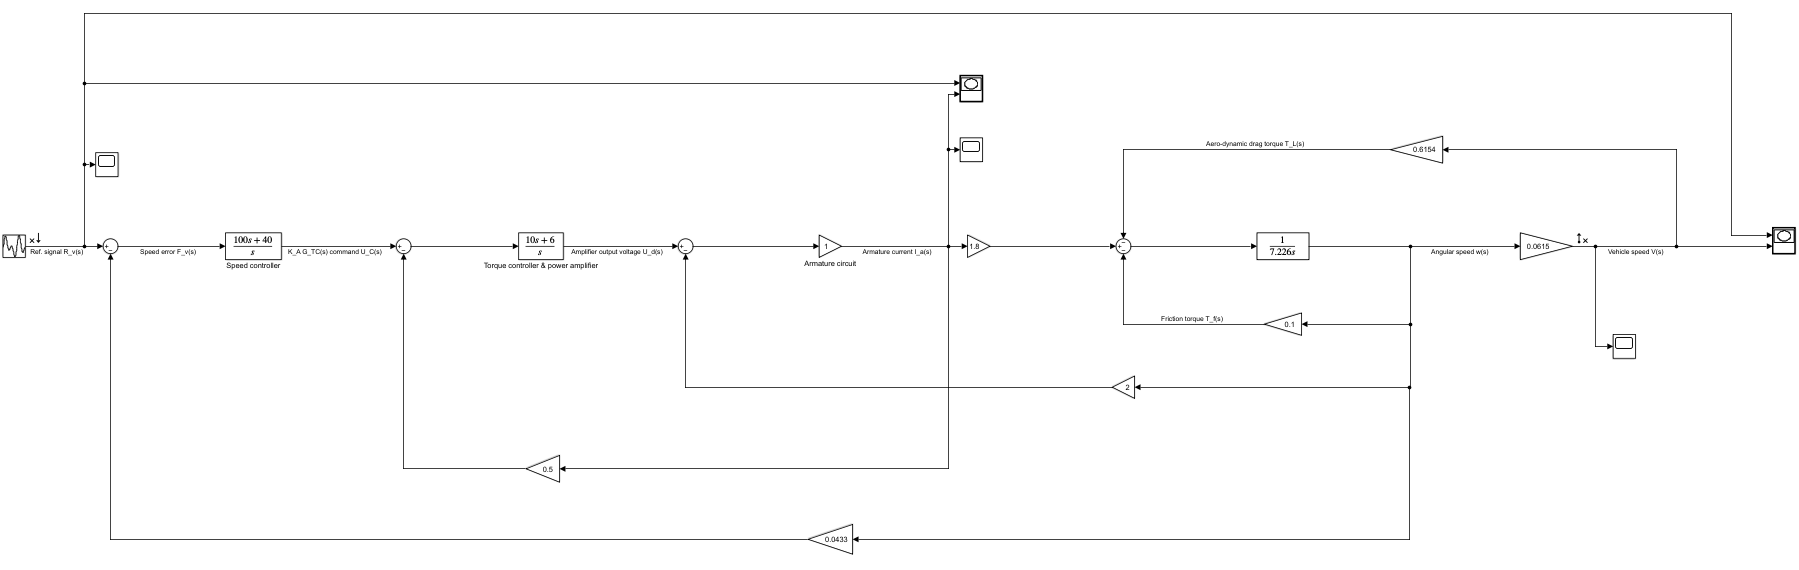 Aero-dynamic drag torque T_L(s)
0.6154
Ref. signal R_v(s)
+
−
Speed error F_v(s)
100s + 40
s
Speed controller
K_A G_TC(s) command U_C(s)
+
−
10s + 6
s
Torque controller & power amplifier
Amplifier output voltage U_d(s)
+
−
1
Armature circuit
Armature current I_a(s)
1.8
−
+
−
1
7.226s
Angular speed w(s)
0.0615
Vehicle speed V(s)
Friction torque T_f(s)
0.1
2
0.5
0.0433